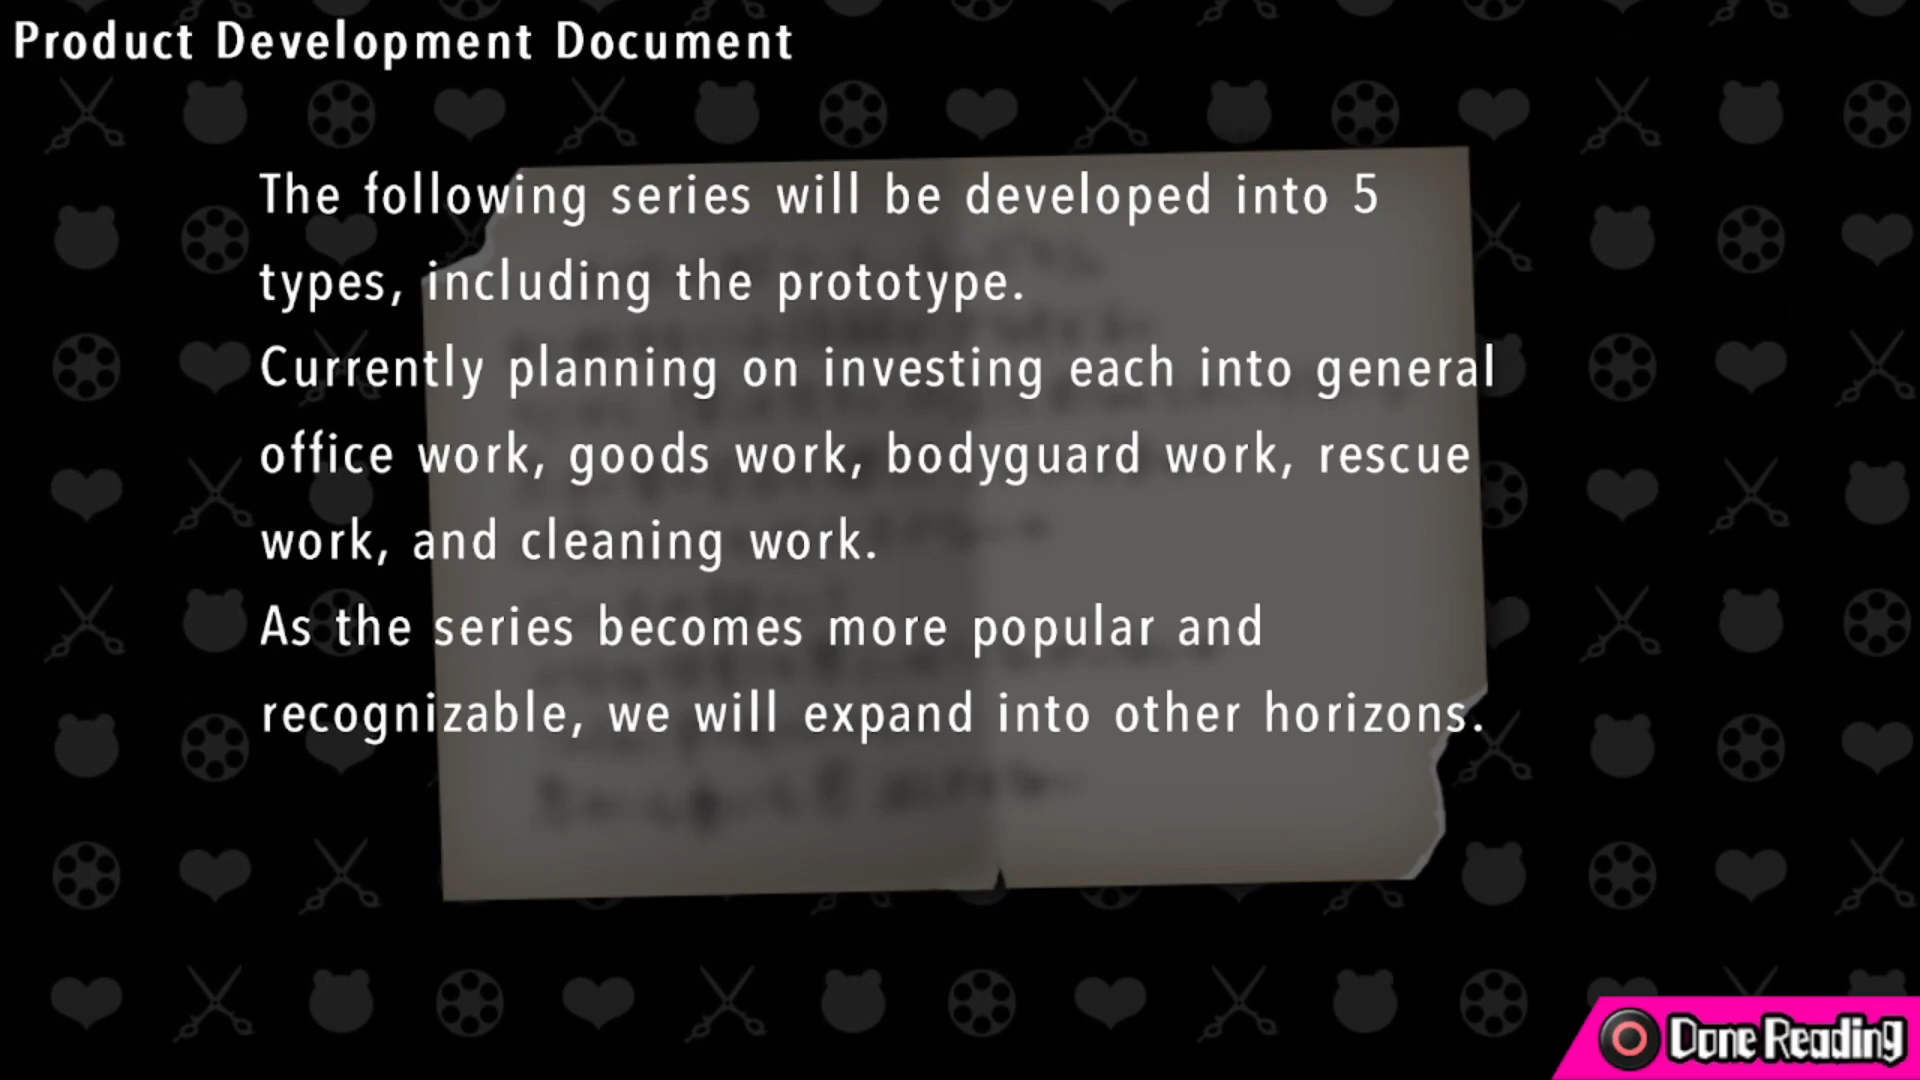 Product Development Document
The following series will be developed into 5
types, including the prototype.
Currently planning on investing each into general
office work, goods work, bodyguard work, rescue
work, and cleaning work.
As the series becomes more popular and
recognizable, we will expand into other horizons.
Done Reading